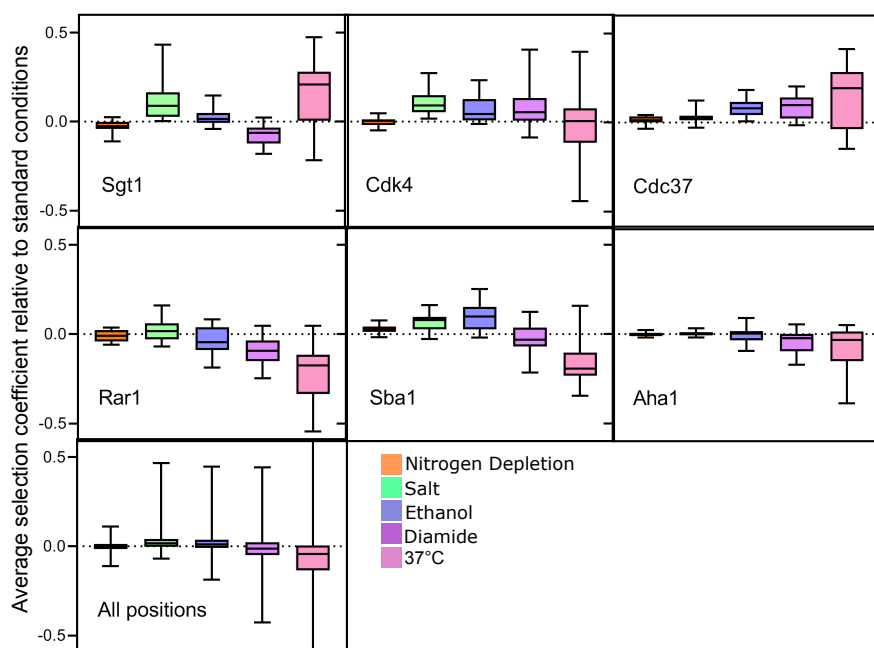 Average selection coefficient relative to standard conditions
0.5
0.0
-0.5
Sgt1
Cdk4
Cdc37
0.5
0.0
-0.5
Rar1
Sba1
Aha1
0.5
0.0
-0.5
All positions
Nitrogen Depletion
Salt
Ethanol
Diamide
37°C